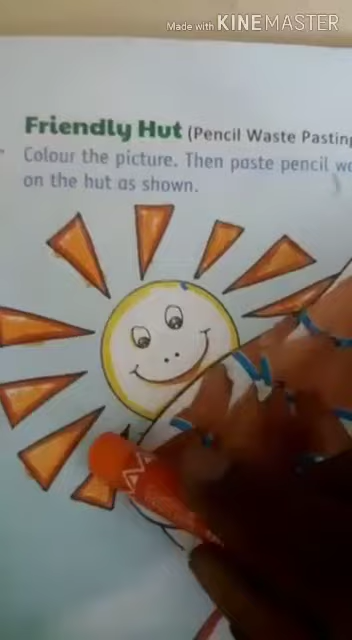 Made with KINEMASTER
Friendly Hut (Pencil Waste Pasting
Colour the picture. Then paste pencil
on the hut as shown.